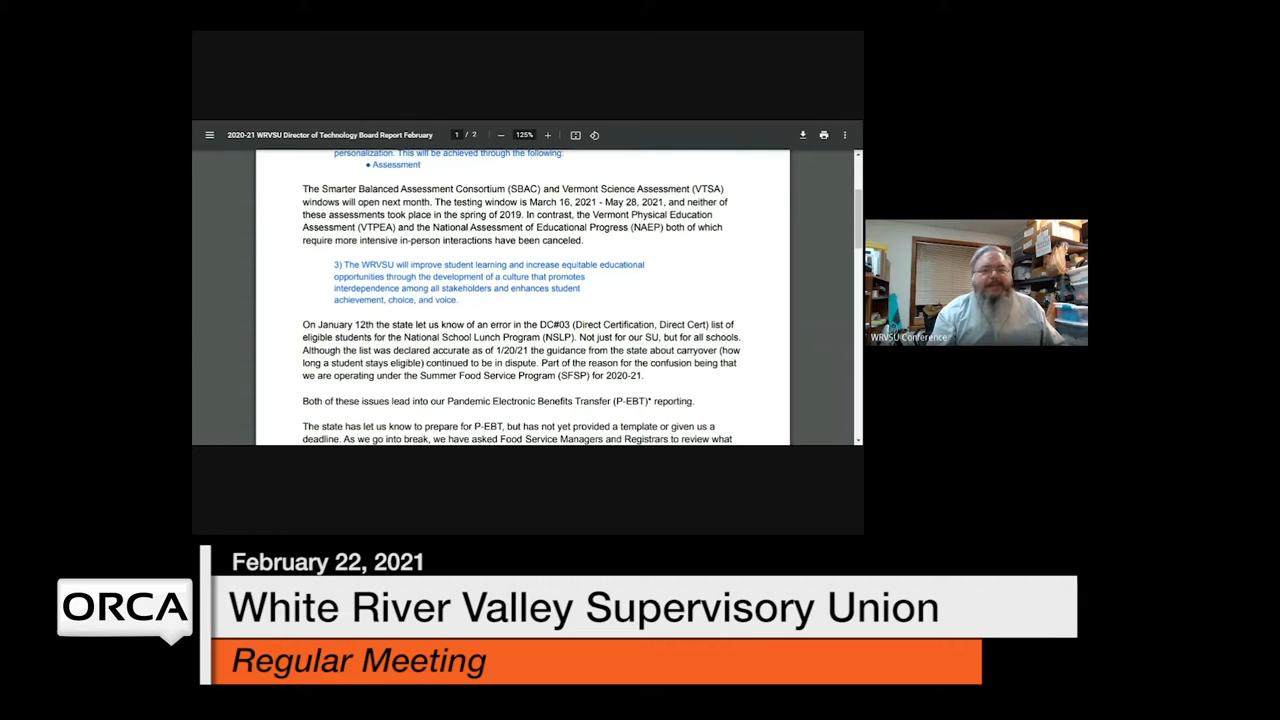 2020-21 WRVSU Director of Technology Board Report February
1 / 2
125%
personalization. This will be achieved through the following:
● Assessment
The Smarter Balanced Assessment Consortium (SBAC) and Vermont Science Assessment (VTSA)
windows will open next month. The testing window is March 16, 2021 - May 28, 2021, and neither of
these assessments took place in the spring of 2019. In contrast, the Vermont Physical Education
Assessment (VTPEA) and the National Assessment of Educational Progress (NAEP) both of which
require more intensive in-person interactions have been canceled.
3) The WRVSU will improve student learning and increase equitable educational
opportunities through the development of a culture that promotes
interdependence among all stakeholders and enhances student
achievement, choice, and voice.
On January 12th the state let us know of an error in the DC#03 (Direct Certification, Direct Cert) list of
eligible students for the National School Lunch Program (NSLP). Not just for our SU, but for all schools.
Although the list was declared accurate as of 1/20/21 the guidance from the state about carryover (how
long a student stays eligible) continued to be in dispute. Part of the reason for the confusion being that
we are operating under the Summer Food Service Program (SFSP) for 2020-21.
Both of these issues lead into our Pandemic Electronic Benefits Transfer (P-EBT)* reporting.
The state has let us know to prepare for P-EBT, but has not yet provided a template or given us a
deadline. As we go into break, we have asked Food Service Managers and Registrars to review what
WRVSU Conference
February 22, 2021
ORCA
White River Valley Supervisory Union
Regular Meeting